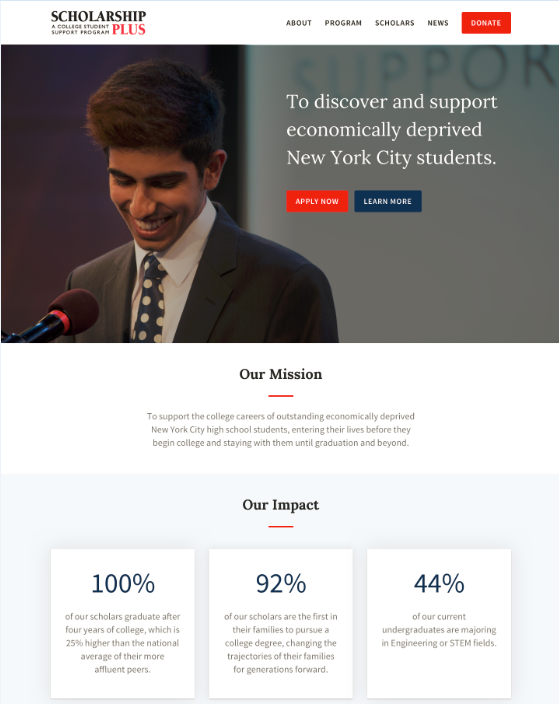 SCHOLARSHIP
A COLLEGE STUDENT
SUPPORT PROGRAM PLUS
ABOUT PROGRAM SCHOLARS NEWS DONATE
SUPPOR
To discover and support
economically deprived
New York City students.
APPLY NOW LEARN MORE
Our Mission
To support the college careers of outstanding economically deprived
New York City high school students, entering their lives before they
begin college and staying with them until graduation and beyond.
Our Impact
100%
of our scholars graduate after
four years of college, which is
25% higher than the national
average of their more
affluent peers.
92%
of our scholars are the first in
their families to pursue a
college degree, changing the
trajectories of their families
for generations forward.
44%
of our current
undergraduates are majoring
in Engineering or STEM fields.